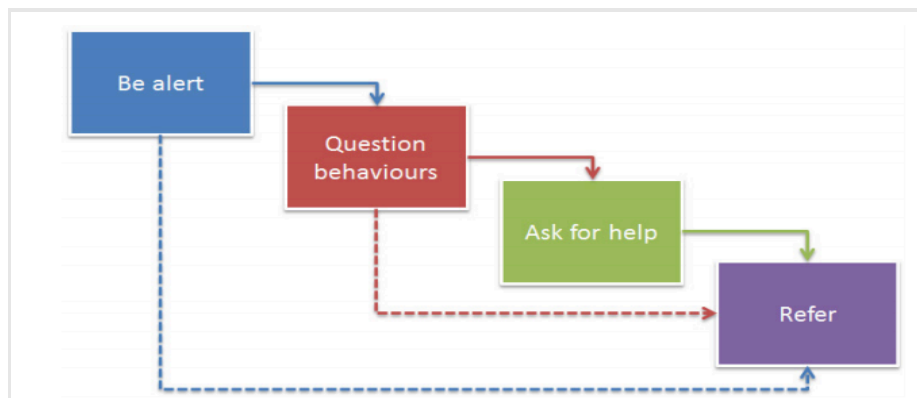 Be alert
Question
behaviours
Ask for help
Refer